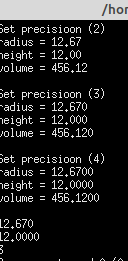 /hon
Set precisioon (2)
radius = 12.67
height = 12.00
volume = 456.12
Set precisioon (3)
radius = 12.670
height = 12.000
volume = 456.120
Set precisioon (4)
radius = 12.6700
height = 12.0000
volume = 456.1200
12.670
12.0000
3